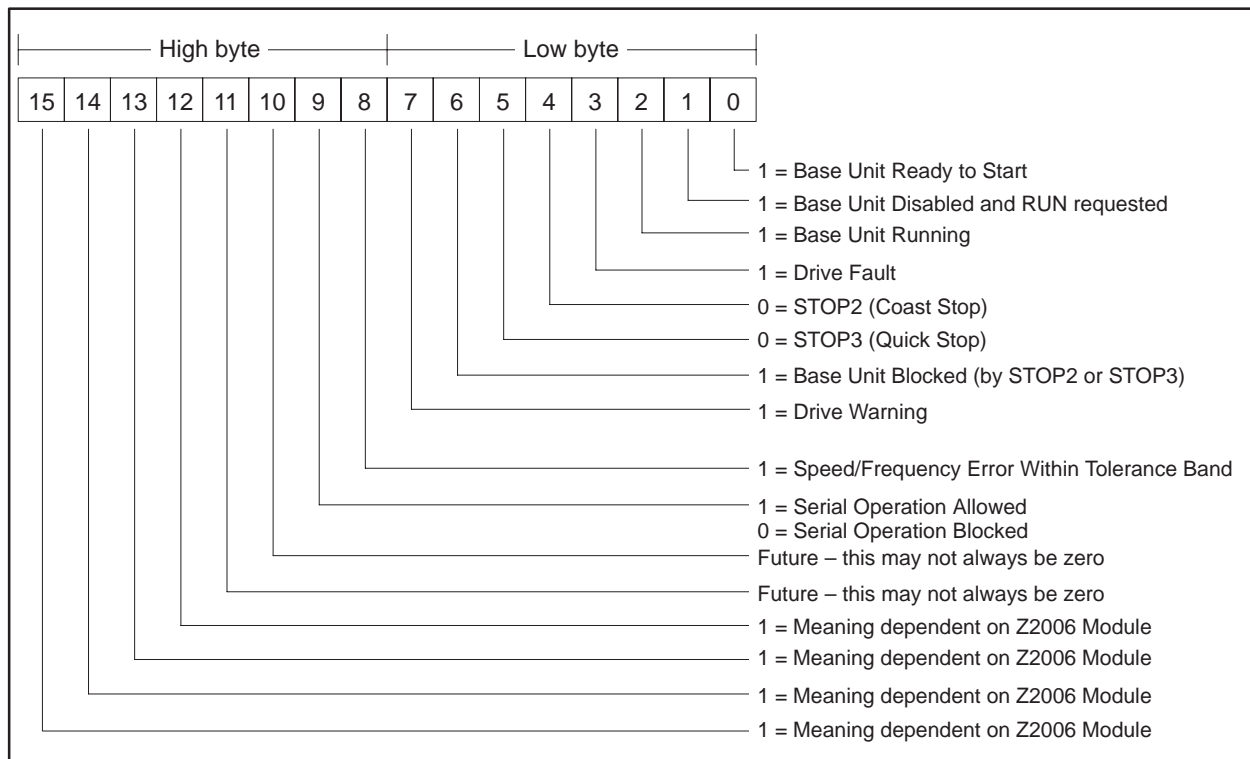 High byte Low byte
15 14 13 12 11 10 9 8 7 6 5 4 3 2 1 0
1 = Base Unit Ready to Start
1 = Base Unit Disabled and RUN requested
1 = Base Unit Running
1 = Drive Fault
0 = STOP2 (Coast Stop)
0 = STOP3 (Quick Stop)
1 = Base Unit Blocked (by STOP2 or STOP3)
1 = Drive Warning
1 = Speed/Frequency Error Within Tolerance Band
1 = Serial Operation Allowed
0 = Serial Operation Blocked
Future – this may not always be zero
Future – this may not always be zero
1 = Meaning dependent on Z2006 Module
1 = Meaning dependent on Z2006 Module
1 = Meaning dependent on Z2006 Module
1 = Meaning dependent on Z2006 Module